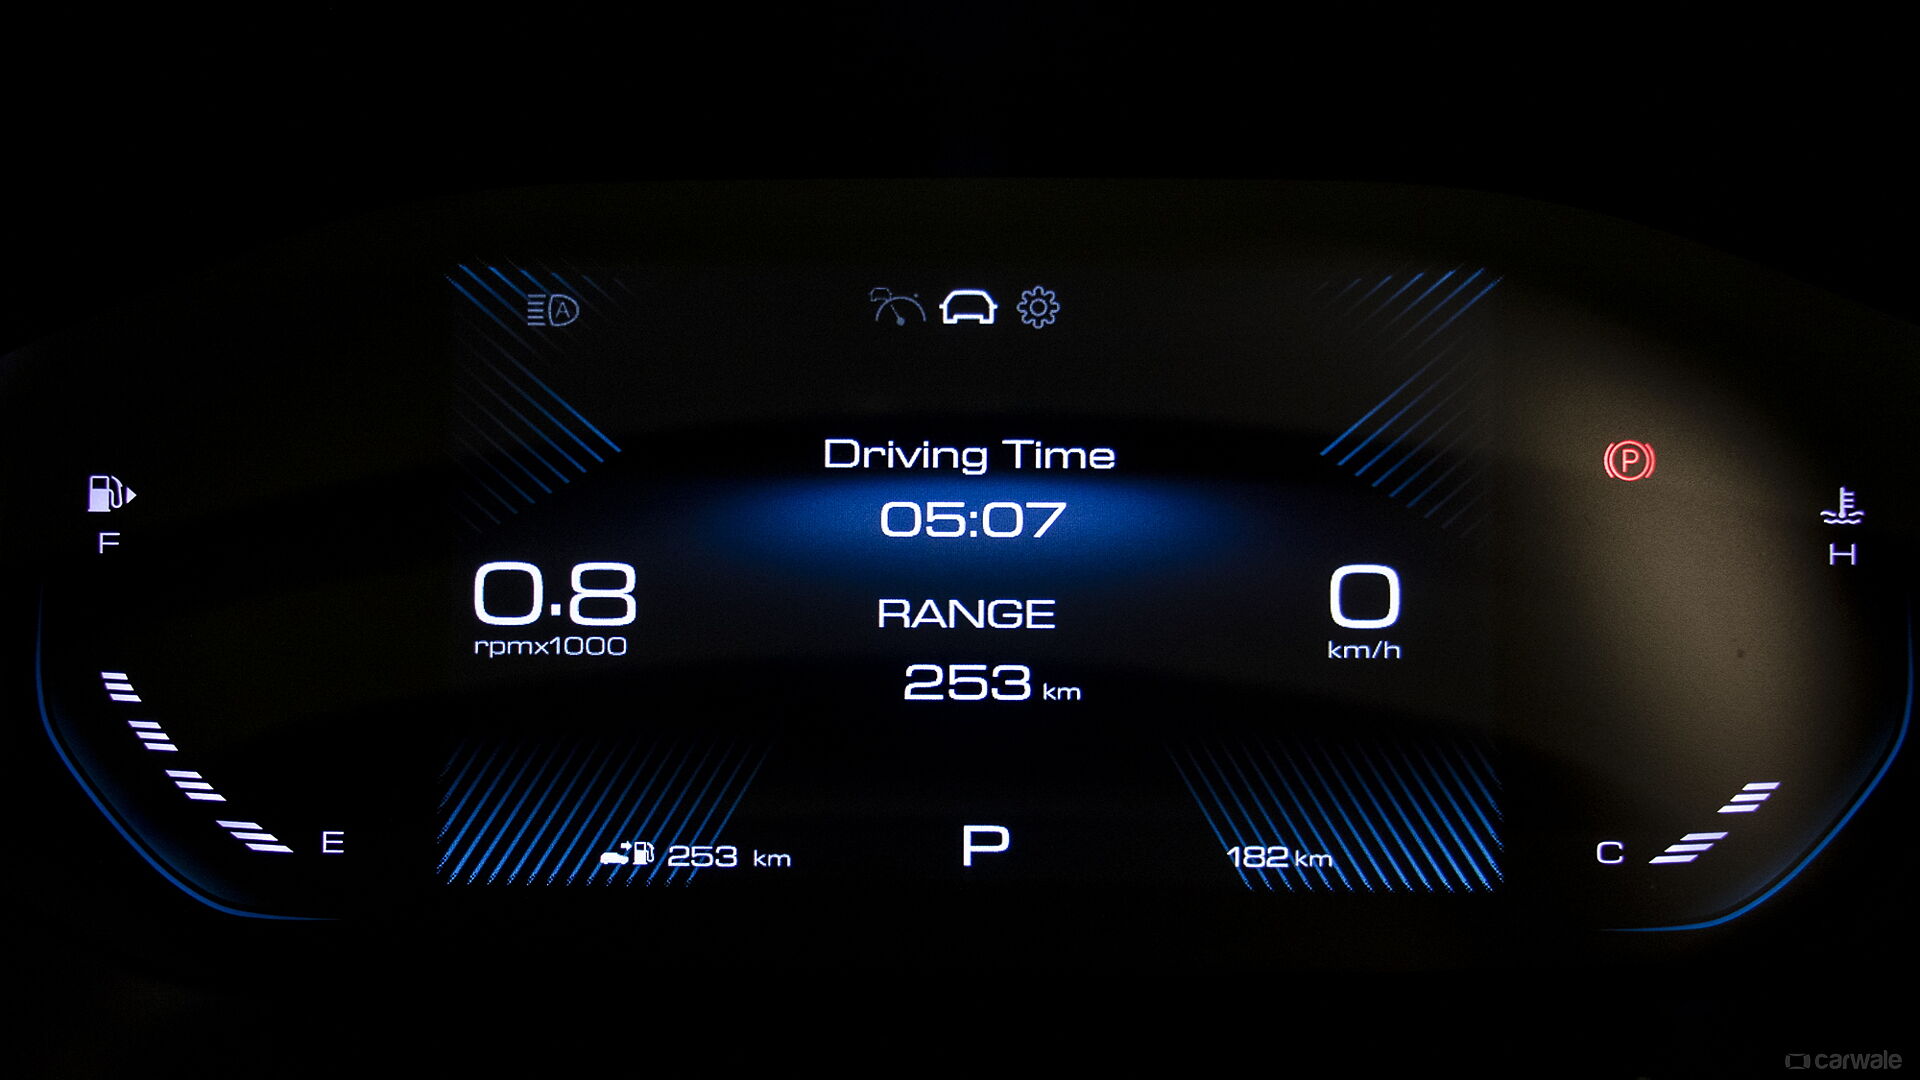 A
Driving Time
05:07
F
P
H
0.8
rpmx1000
RANGE
0
km/h
253 km
E
253 km
P
182 km
C
carwale